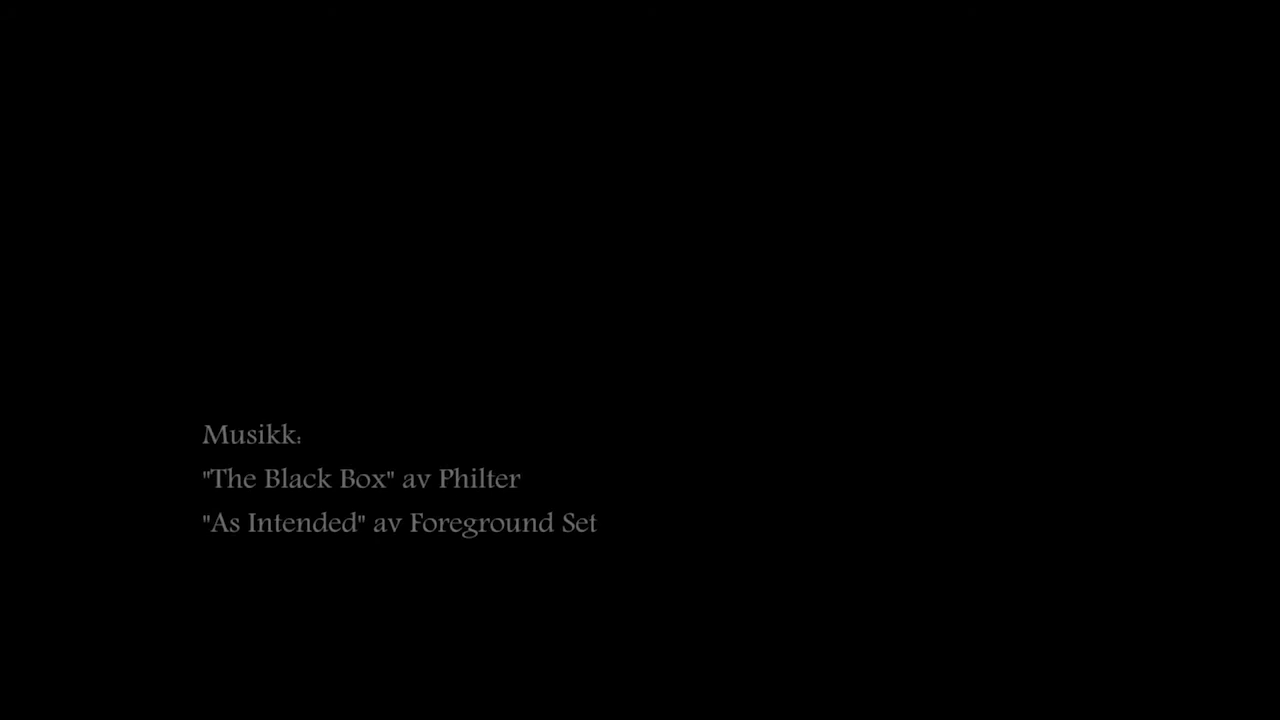 Musikk:
"The Black Box" av Philter
"As Intended" av Foreground Set